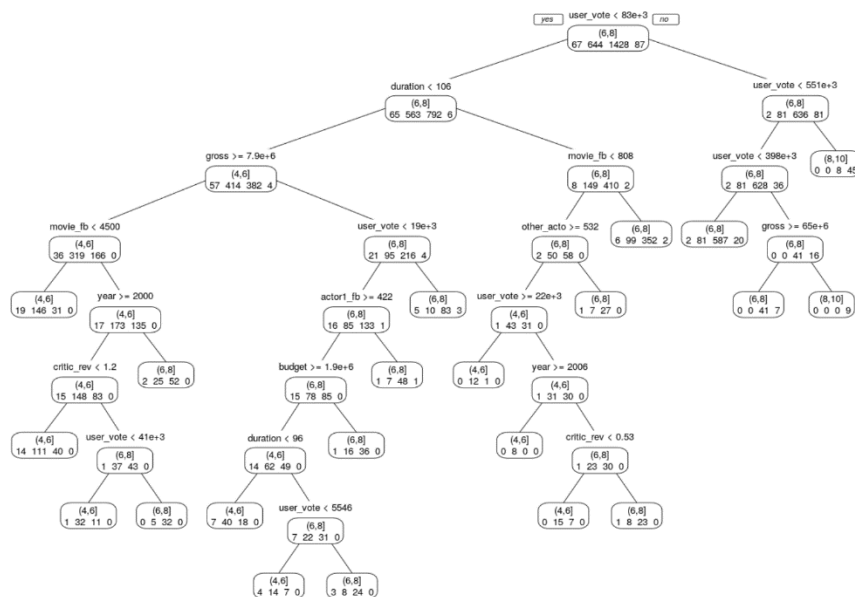 user_vote < 83e+3
yes no
(6,8]
67 644 1428 87
duration < 106
(6,8]
65 563 792 6
user_vote < 551e+3
(6,8]
2 81 636 81
gross >= 7.9e+6
(4,6]
57 414 382 4
movie_fb < 808
(6,8]
8 149 410 2
user_vote < 398e+3
(6,8]
2 81 628 36
(8,10]
0 0 8 45
movie_fb < 4500
(4,6]
36 319 166 0
user_vote < 19e+3
(6,8]
21 95 216 4
other_acto >= 532
(6,8]
2 50 58 0
(6,8]
6 99 352 2
(6,8]
2 81 587 20
gross >= 65e+6
(6,8]
0 0 41 16
(4,6]
19 146 31 0
year >= 2000
(4,6]
17 173 135 0
actor1_fb >= 422
(6,8]
16 85 133 1
(6,8]
5 10 83 3
user_vote >= 22e+3
(4,6]
1 43 31 0
(6,8]
1 7 27 0
(6,8]
0 0 41 7
(8,10]
0 0 0 9
critic_rev < 1.2
(4,6]
15 148 83 0
(6,8]
2 25 52 0
budget >= 1.9e+6
(6,8]
15 78 85 0
(6,8]
1 7 48 1
(4,6]
0 12 1 0
year >= 2006
(4,6]
1 31 30 0
(4,6]
14 111 40 0
user_vote < 41e+3
(6,8]
1 37 43 0
duration < 96
(4,6]
14 62 49 0
(6,8]
1 16 36 0
(4,6]
0 8 0 0
critic_rev < 0.53
(6,8]
1 23 30 0
(4,6]
1 32 11 0
(6,8]
0 5 32 0
(4,6]
7 40 18 0
user_vote < 5546
(6,8]
7 22 31 0
(4,6]
0 15 7 0
(6,8]
1 8 23 0
(4,6]
4 14 7 0
(6,8]
3 8 24 0